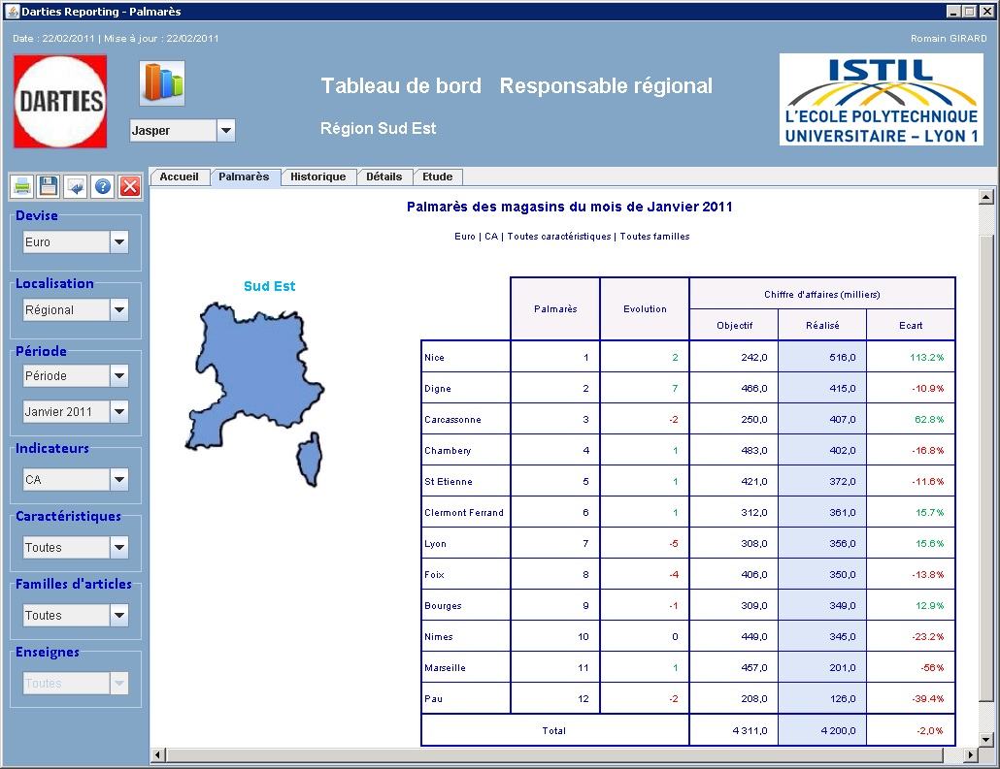 Darties Reporting - Palmarès
Date : 22/02/2011 | Mise à jour : 22/02/2011
Romain GIRARD
DARTIES
Jasper
Tableau de bord Responsable régional
Région Sud Est
ISTIL
L'ECOLE POLYTECHNIQUE
UNIVERSITAIRE – LYON 1
Accueil Palmarès Historique Détails Etude
Devise
Euro
Localisation
Régional
Période
Période
Janvier 2011
Indicateurs
CA
Caractéristiques
Toutes
Familles d'articles
Toutes
Enseignes
Toutes
Palmarès des magasins du mois de Janvier 2011
Euro | CA | Toutes caractéristiques | Toutes familles
Sud Est
Palmarès Evolution Chiffre d'affaires (milliers)
Objectif Réalisé Ecart
Nice 1 2 242,0 516,0 113.2%
Digne 2 7 466,0 415,0 -10.9%
Carcassonne 3 -2 250,0 407,0 62.8%
Chambery 4 1 483,0 402,0 -16.8%
St Etienne 5 1 421,0 372,0 -11.6%
Clermont Ferrand 6 1 312,0 361,0 15.7%
Lyon 7 -5 308,0 356,0 15.6%
Foix 8 -4 406,0 350,0 -13.8%
Bourges 9 -1 309,0 349,0 12.9%
Nimes 10 0 449,0 345,0 -23.2%
Marseille 11 1 457,0 201,0 -56%
Pau 12 -2 208,0 126,0 -39.4%
Total 4 311,0 4 200,0 -2,0%